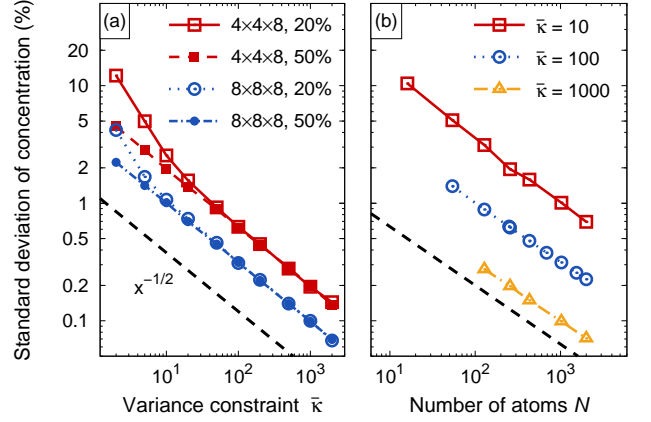 Standard deviation of concentration (%)
(a)
4×4×8, 20%
4×4×8, 50%
8×8×8, 20%
8×8×8, 50%
20
10
5
2
1
0.5
0.2
0.1
x^{−1/2}
10^1 10^2 10^3
Variance constraint κ̄
(b)
κ̄ = 10
κ̄ = 100
κ̄ = 1000
10^1 10^2 10^3
Number of atoms N